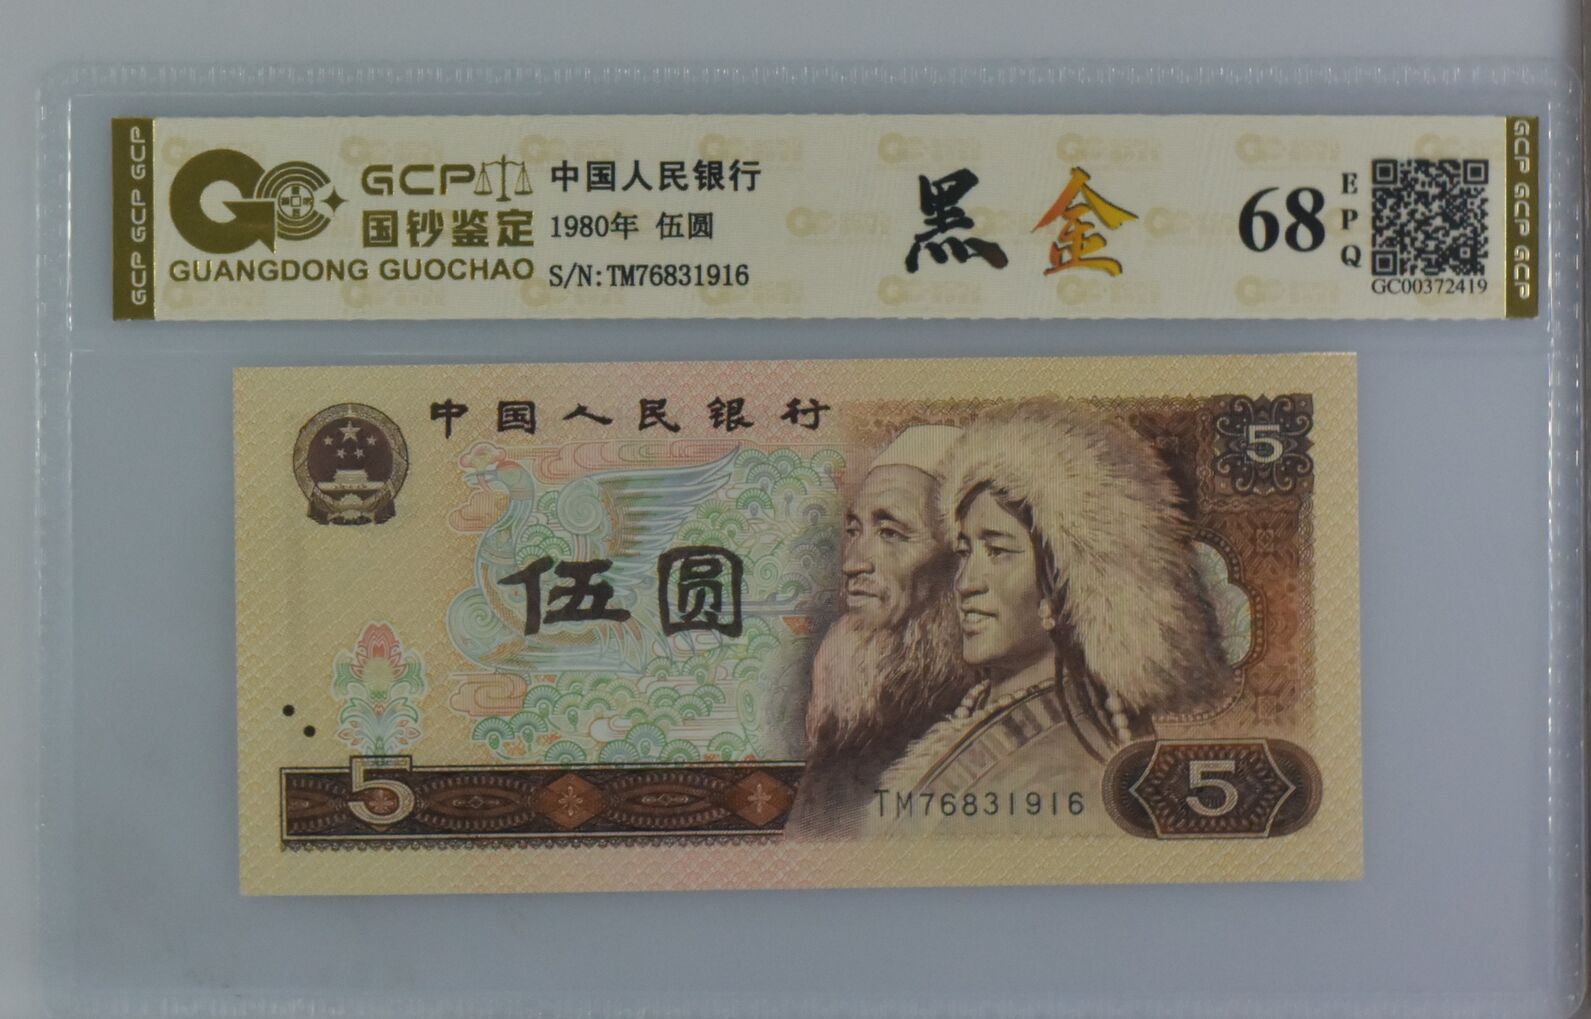 GCP GCP GCP
GCP
国钞鉴定
GUANGDONG GUOCHAO
中国人民银行
1980年 伍圆
S/N:TM76831916
黑金
68
EPQ
GC00372419
GCP GCP GCP
中国人民银行
5
伍圆
5
TM76831916
5